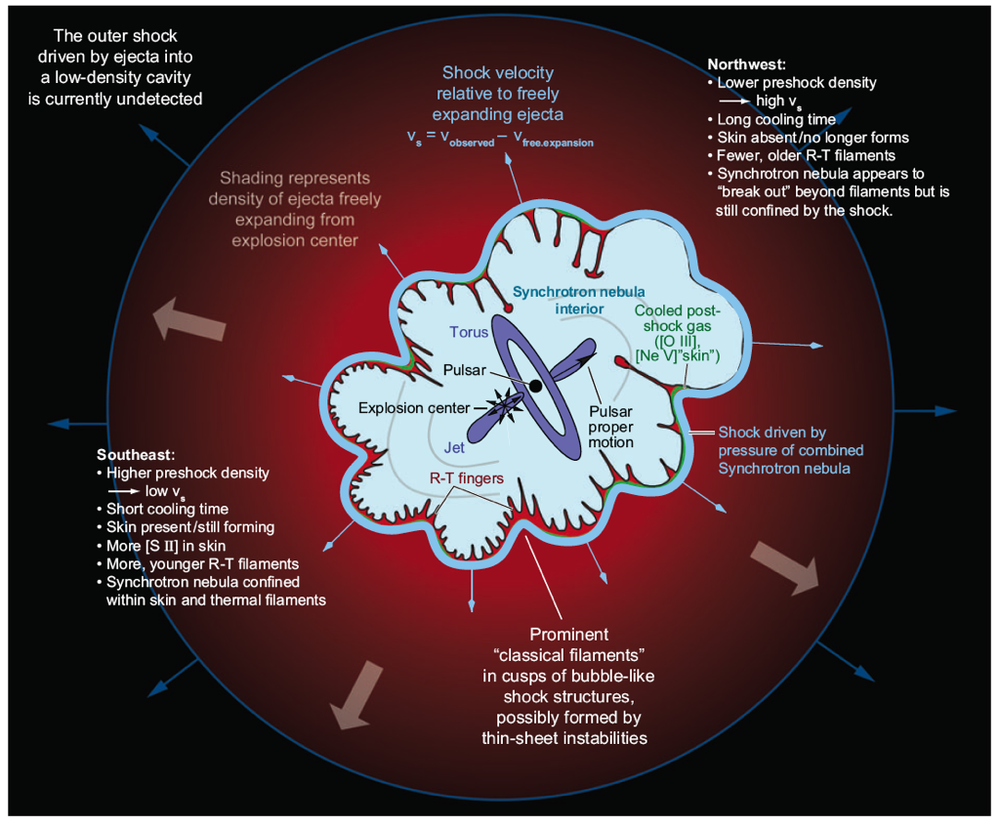 The outer shock
driven by ejecta into
a low-density cavity
is currently undetected
Shock velocity
relative to freely
expanding ejecta
vs = vobserved – vfree.expansion
Northwest:
• Lower preshock density
→ high vs
• Long cooling time
• Skin absent/no longer forms
• Fewer, older R-T filaments
• Synchrotron nebula appears to
“break out” beyond filaments but is
still confined by the shock.
Shading represents
density of ejecta freely
expanding from
explosion center
Synchrotron nebula
interior
Cooled post-
shock gas
([O III],
[Ne V]”skin”)
Torus
Pulsar
Explosion center
Pulsar
proper
motion
Jet
R-T fingers
Shock driven by
pressure of combined
Synchrotron nebula
Southeast:
• Higher preshock density
→ low vs
• Short cooling time
• Skin present/still forming
• More [S II] in skin
• More, younger R-T filaments
• Synchrotron nebula confined
within skin and thermal filaments
Prominent
“classical filaments”
in cusps of bubble-like
shock structures,
possibly formed by
thin-sheet instabilities